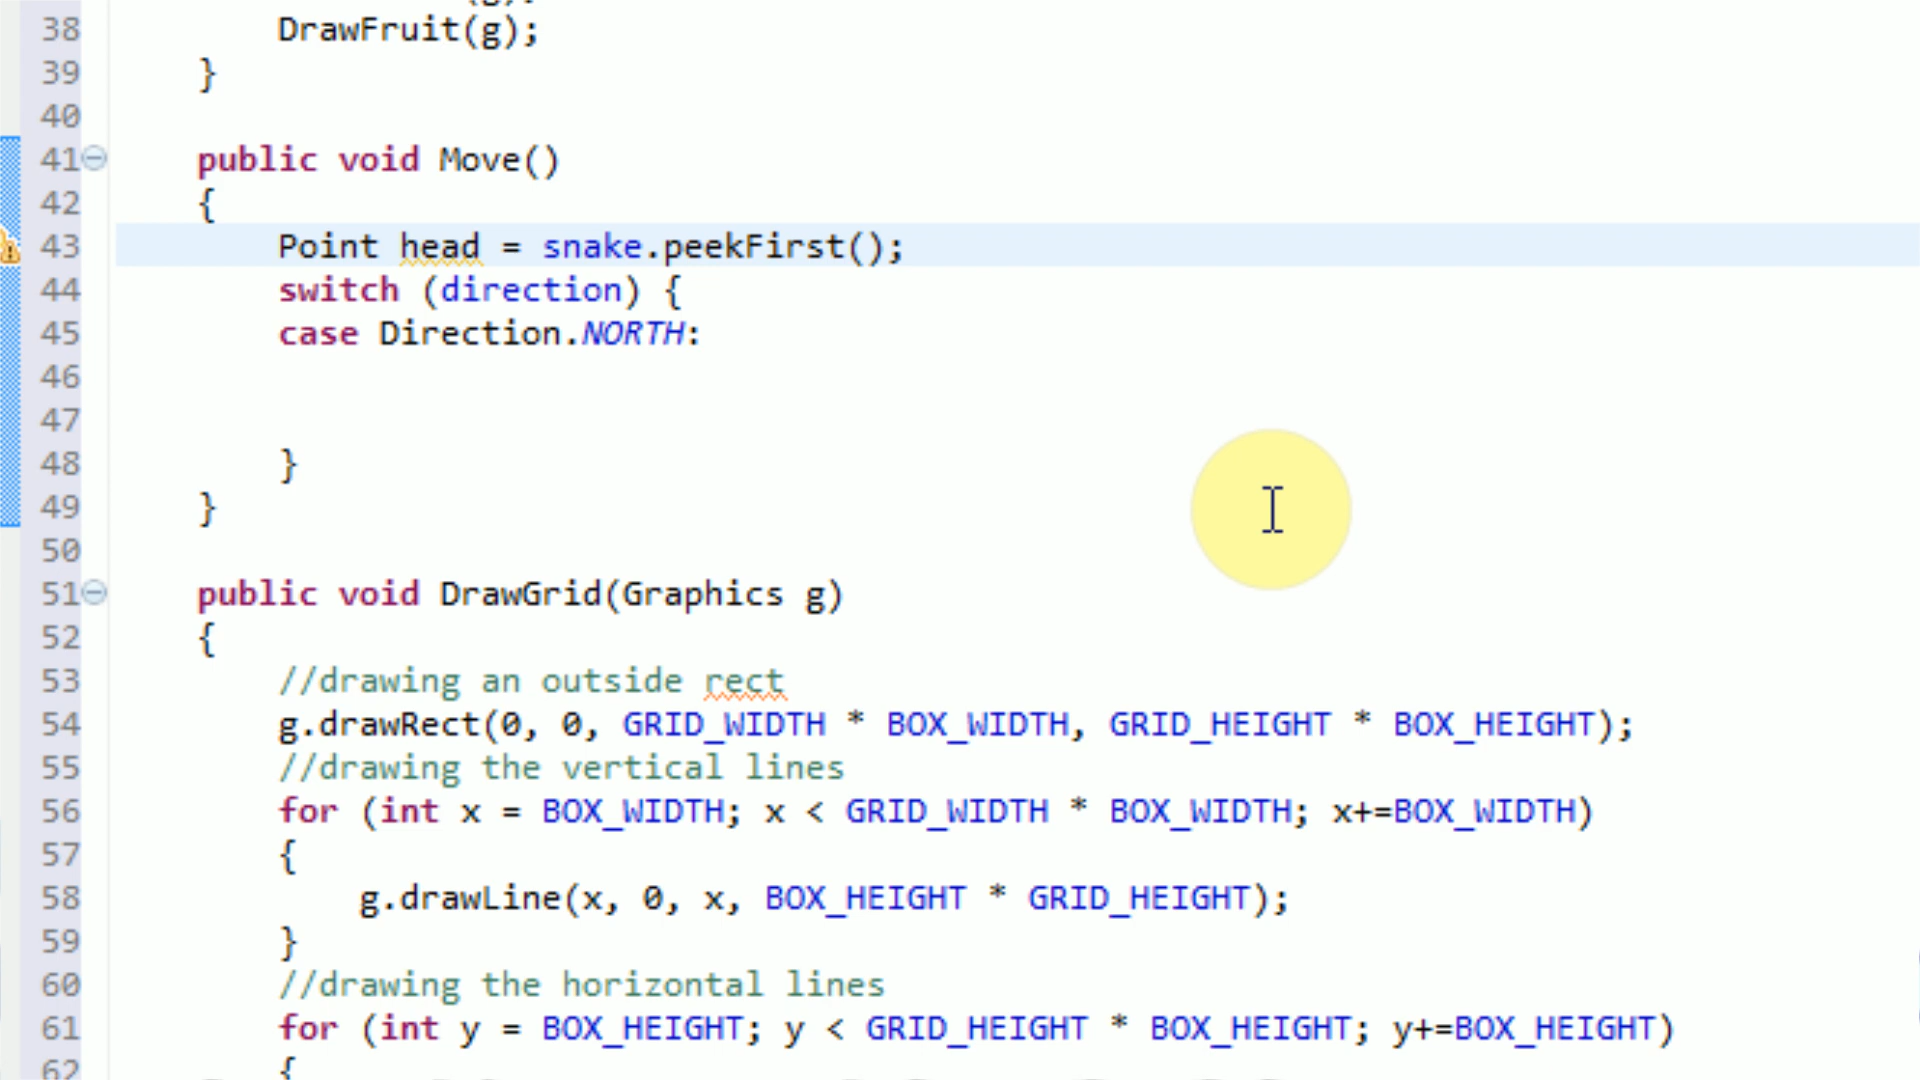 38 DrawFruit(g);
39 }
40
41 public void Move()
42 {
43 Point head = snake.peekFirst();
44 switch (direction) {
45 case Direction.NORTH:
46
47
48 }
49 }
50
51 public void DrawGrid(Graphics g)
52 {
53 //drawing an outside rect
54 g.drawRect(0, 0, GRID_WIDTH * BOX_WIDTH, GRID_HEIGHT * BOX_HEIGHT);
55 //drawing the vertical lines
56 for (int x = BOX_WIDTH; x < GRID_WIDTH * BOX_WIDTH; x+=BOX_WIDTH)
57 {
58 g.drawLine(x, 0, x, BOX_HEIGHT * GRID_HEIGHT);
59 }
60 //drawing the horizontal lines
61 for (int y = BOX_HEIGHT; y < GRID_HEIGHT * BOX_HEIGHT; y+=BOX_HEIGHT)
62 {